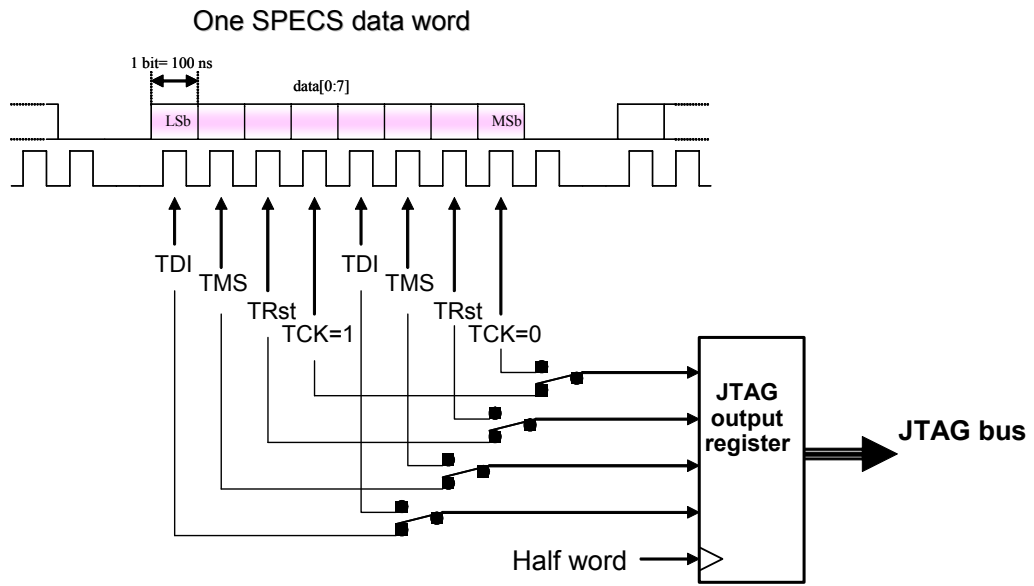 One SPECS data word
1 bit= 100 ns
data[0:7]
LSb
MSb
TDI
TMS
TRst
TCK=1
TDI
TMS
TRst
TCK=0
JTAG
output
register
JTAG bus
Half word